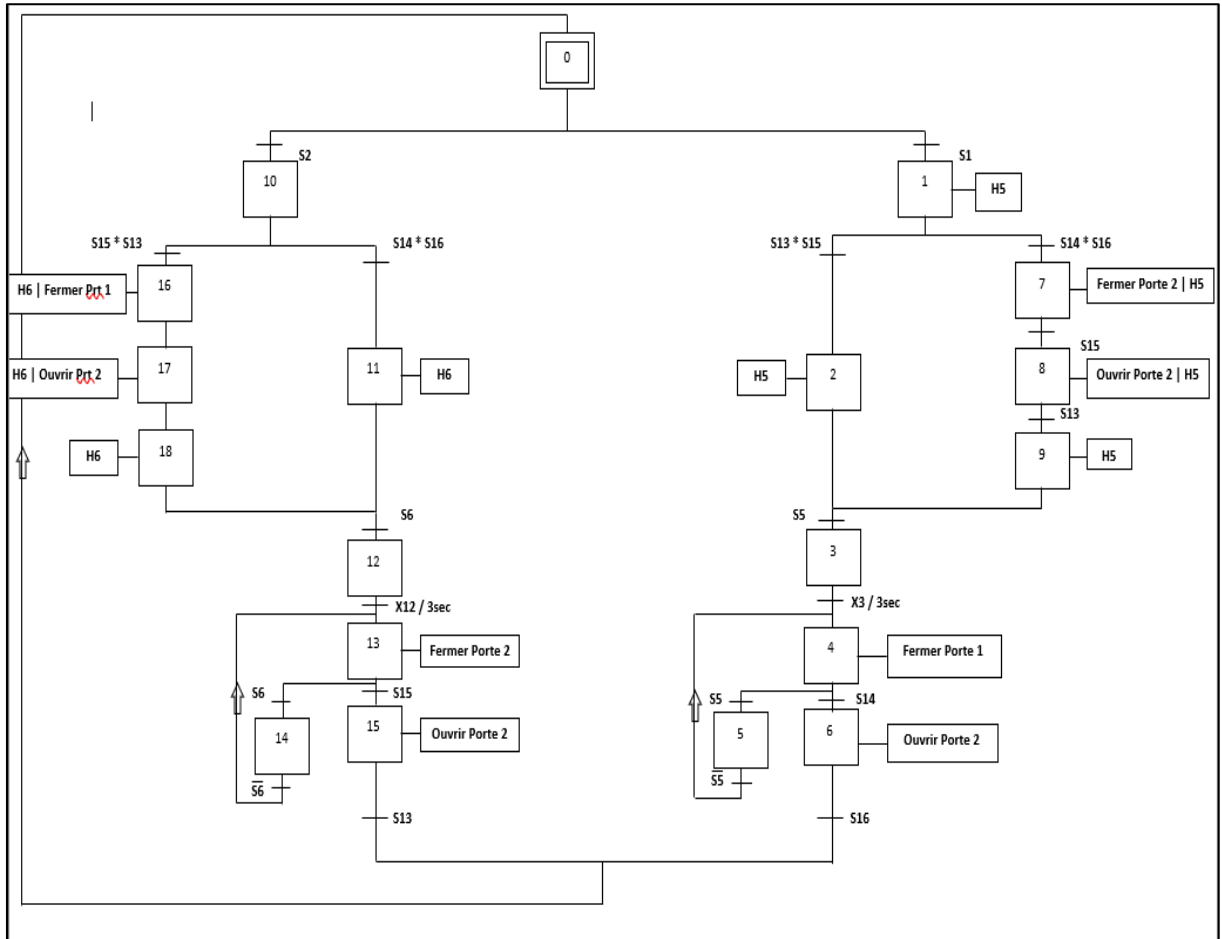 0
S2
S1
10
1
H5
S15 * S13
S14 * S16
S13 * S15
S14 * S16
H6 | Fermer Prt 1
16
7
Fermer Porte 2 | H5
S15
H6 | Ouvrir Prt 2
17
11
H6
H5
2
8
Ouvrir Porte 2 | H5
S13
H6
18
9
H5
S6
S5
12
3
X12 / 3sec
X3 / 3sec
13
Fermer Porte 2
4
Fermer Porte 1
S6
S15
S5
S14
14
15
Ouvrir Porte 2
5
6
Ouvrir Porte 2
S̅6̅
S̅5̅
S13
S16